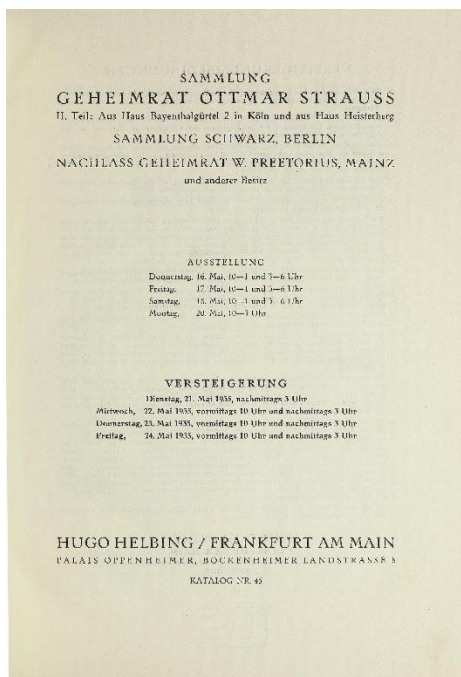 SAMMLUNG
GEHEIMRAT OTTMAR STRAUSS
II. Teil: Aus Haus Bayenthalgürtel 2 in Köln und aus Haus Heisterberg
SAMMLUNG SCHWARZ, BERLIN
NACHLASS GEHEIMRAT W. PREETORIUS, MAINZ
und anderer Besitz
AUSSTELLUNG
Donnerstag, 16. Mai, 10—1 und 3—6 Uhr
Freitag, 17. Mai, 10—1 und 3—6 Uhr
Samstag, 18. Mai, 10—1 und 3—6 Uhr
Montag, 20. Mai, 10—3 Uhr
VERSTEIGERUNG
Dienstag, 21. Mai 1935, nachmittags 3 Uhr
Mittwoch, 22. Mai 1935, vormittags 10 Uhr und nachmittags 3 Uhr
Donnerstag, 23. Mai 1935, vormittags 10 Uhr und nachmittags 3 Uhr
Freitag, 24. Mai 1935, vormittags 10 Uhr und nachmittags 3 Uhr
HUGO HELBING / FRANKFURT AM MAIN
PALAIS OPPENHEIMER, BOCKENHEIMER LANDSTRASSE 8
KATALOG NR. 45